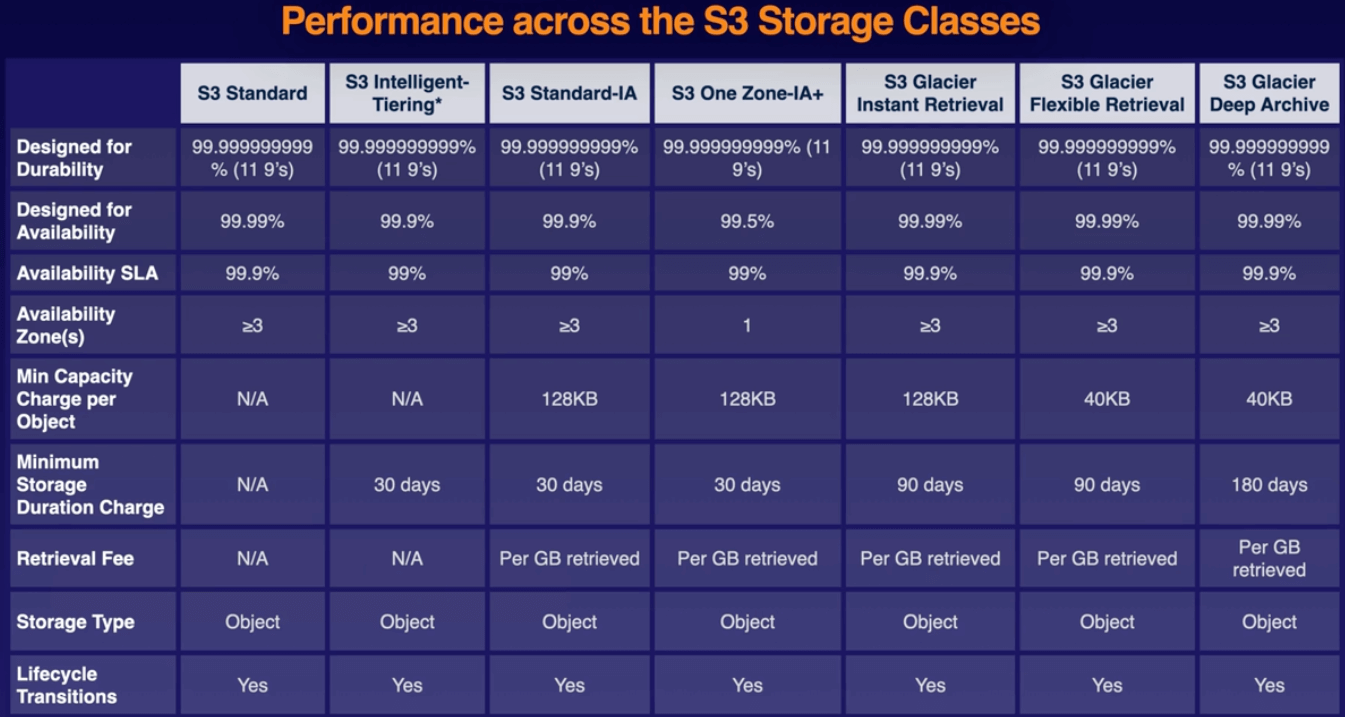 Performance across the S3 Storage Classes
S3 Standard
S3 Intelligent-
Tiering*
S3 Standard-IA
S3 One Zone-IA+
S3 Glacier
Instant Retrieval
S3 Glacier
Flexible Retrieval
S3 Glacier
Deep Archive
Designed for
Durability
99.999999999
% (11 9’s)
99.999999999%
(11 9’s)
99.999999999%
(11 9’s)
99.999999999% (11
9’s)
99.999999999%
(11 9’s)
99.999999999%
(11 9’s)
99.999999999
% (11 9’s)
Designed for
Availability
99.99%
99.9%
99.9%
99.5%
99.99%
99.99%
99.99%
Availability SLA
99.9%
99%
99%
99%
99.9%
99.9%
99.9%
Availability
Zone(s)
≥3
≥3
≥3
1
≥3
≥3
≥3
Min Capacity
Charge per
Object
N/A
N/A
128KB
128KB
128KB
40KB
40KB
Minimum
Storage
Duration Charge
N/A
30 days
30 days
30 days
90 days
90 days
180 days
Retrieval Fee
N/A
N/A
Per GB retrieved
Per GB retrieved
Per GB retrieved
Per GB retrieved
Per GB
retrieved
Storage Type
Object
Object
Object
Object
Object
Object
Object
Lifecycle
Transitions
Yes
Yes
Yes
Yes
Yes
Yes
Yes